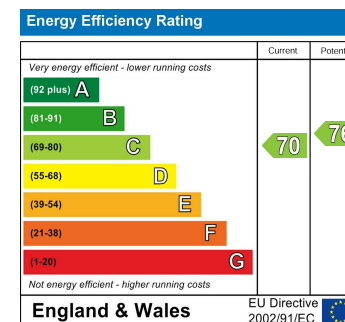 Energy Efficiency Rating
Current
Very energy efficient - lower running costs
(92 plus) A
(81-91) B
(69-80) C
70
(55-68) D
(39-54) E
(21-38) F
(1-20) G
Not energy efficient - higher running costs
England & Wales
EU Directive
2002/91/EC